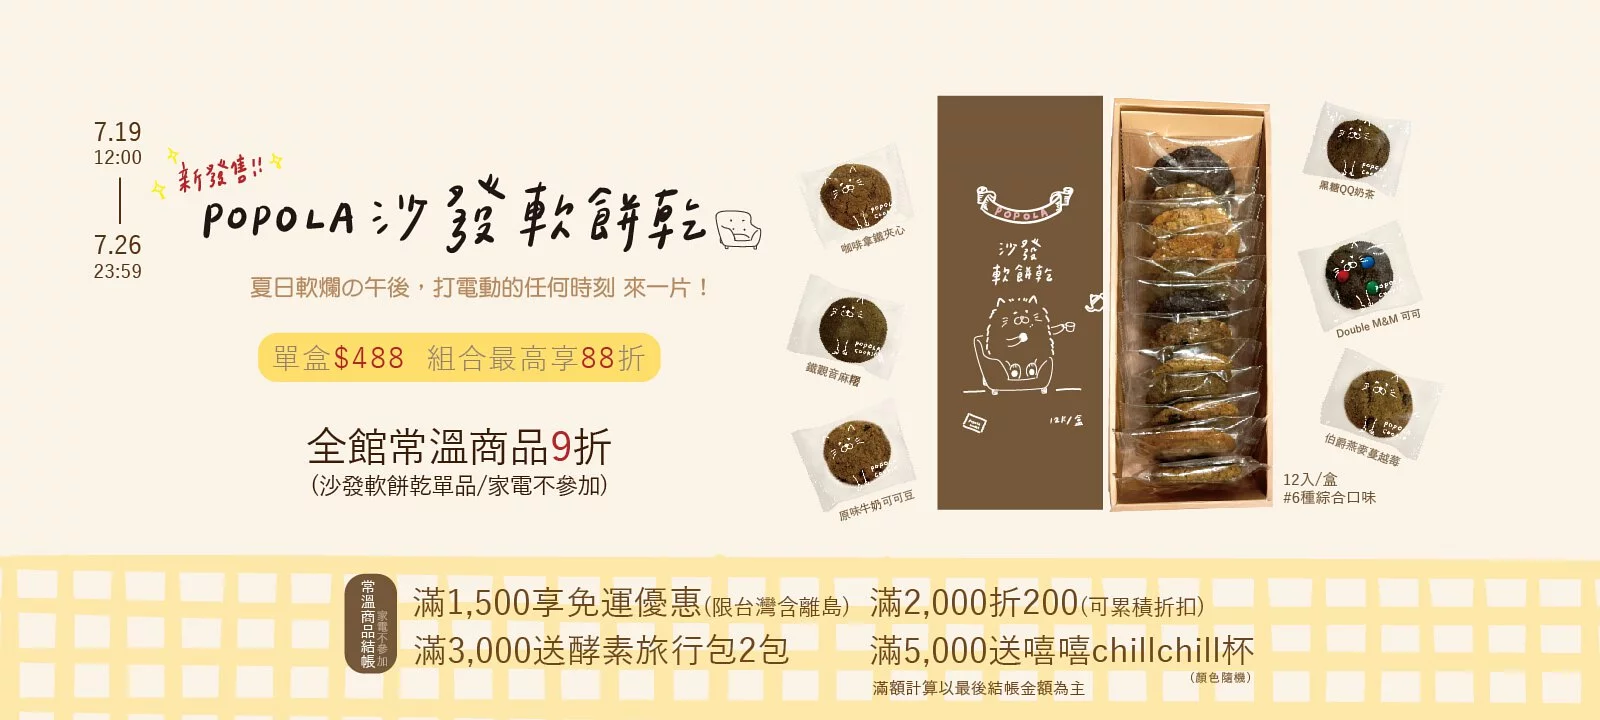 7.19
12:00
7.26
23:59
新發售!!
POPOLA 沙發軟餅乾
夏日軟爛の午後，打電動的任何時刻 來一片！
單盒$488 組合最高享88折
全館常溫商品9折
(沙發軟餅乾單品/家電不參加)
咖啡拿鐵夾心
鐵觀音麻糬
原味牛奶可可豆
POPOLA
沙發
軟餅乾
12入/盒
黑糖QQ奶茶
Double M&M 可可
伯爵燕麥蔓越莓
12入/盒
#6種綜合口味
常溫商品結帳
家電不參加
滿1,500享免運優惠(限台灣含離島)
滿2,000折200(可累積折扣)
滿3,000送酵素旅行包2包
滿5,000送嘻嘻chillchill杯
(顏色隨機)
滿額計算以最後結帳金額為主